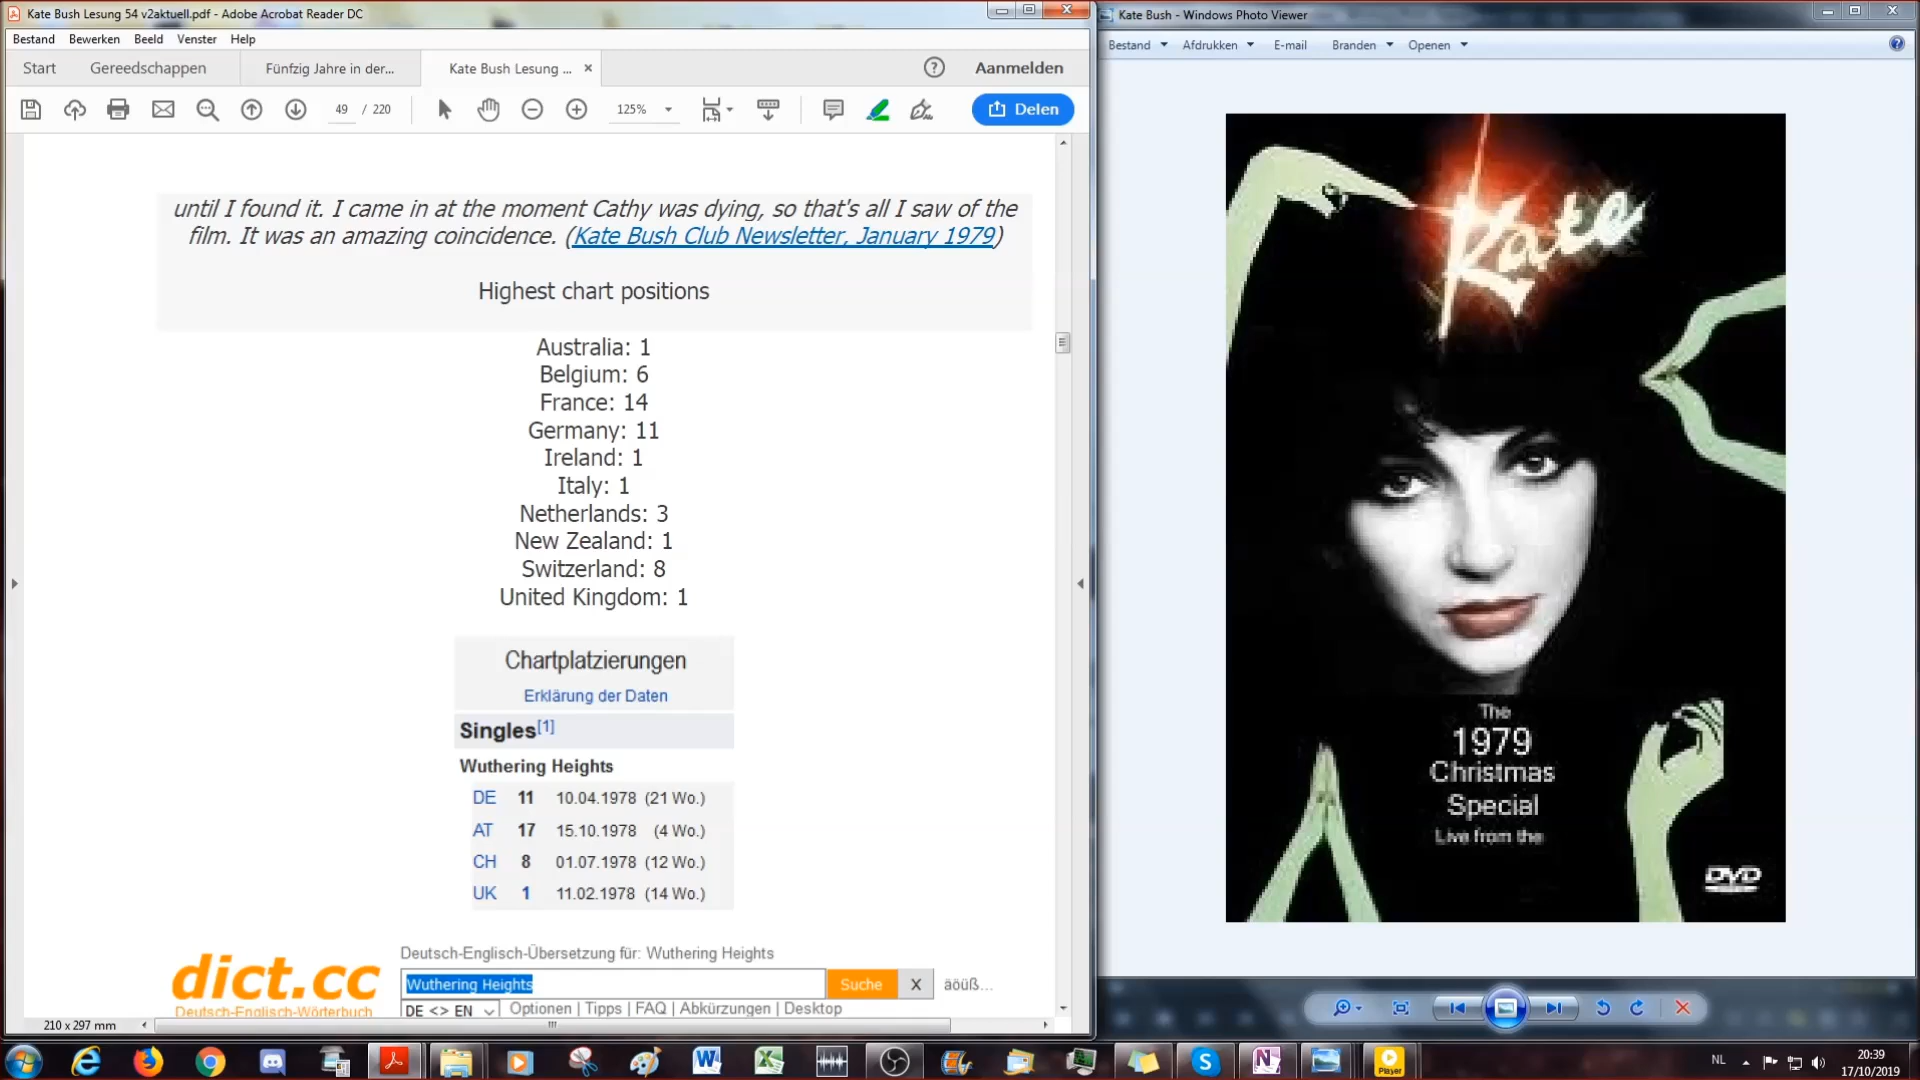 Kate Bush Lesung 54 v2aktuell.pdf - Adobe Acrobat Reader DC
Bestand Bewerken Beeld Venster Help
Start Gereedschappen Fünfzig Jahre in der... Kate Bush Lesung ... × ? Aanmelden
49 / 220 125% Delen
until I found it. I came in at the moment Cathy was dying, so that's all I saw of the
film. It was an amazing coincidence. (Kate Bush Club Newsletter, January 1979)
Highest chart positions
Australia: 1
Belgium: 6
France: 14
Germany: 11
Ireland: 1
Italy: 1
Netherlands: 3
New Zealand: 1
Switzerland: 8
United Kingdom: 1
Chartplatzierungen
Erklärung der Daten
Singles[1]
Wuthering Heights
DE 11 10.04.1978 (21 Wo.)
AT 17 15.10.1978 (4 Wo.)
CH 8 01.07.1978 (12 Wo.)
UK 1 11.02.1978 (14 Wo.)
Deutsch-Englisch-Übersetzung für: Wuthering Heights
dict.cc
Deutsch-Englisch-Wörterbuch
Wuthering Heights Suche X äöüß...
DE <> EN Optionen | Tipps | FAQ | Abkürzungen | Desktop
210 x 297 mm
Kate Bush - Windows Photo Viewer
Bestand Afdrukken E-mail Branden Openen
Kate
The
1979
Christmas
Special
Live from the
DVD
Player
NL
20:39
17/10/2019